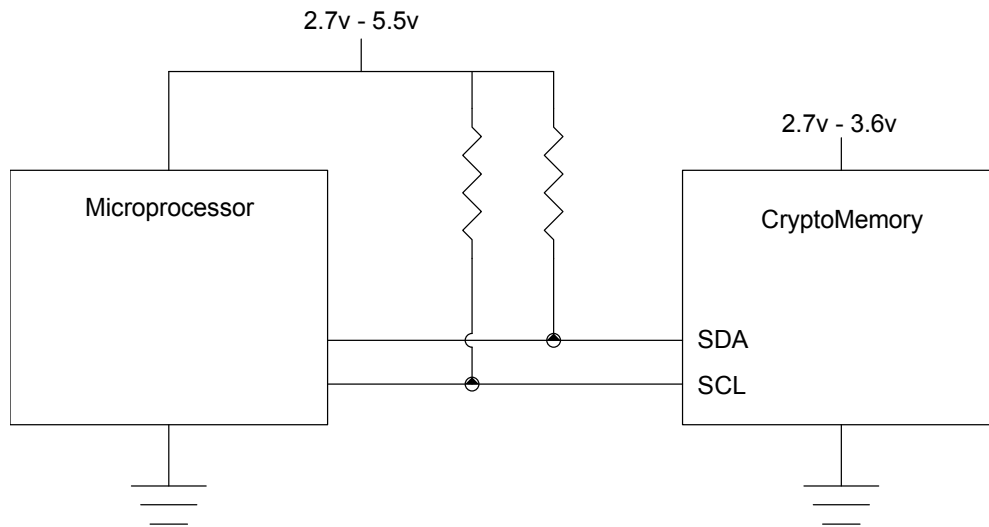 2.7v - 5.5v
2.7v - 3.6v
Microprocessor
CryptoMemory
SDA
SCL